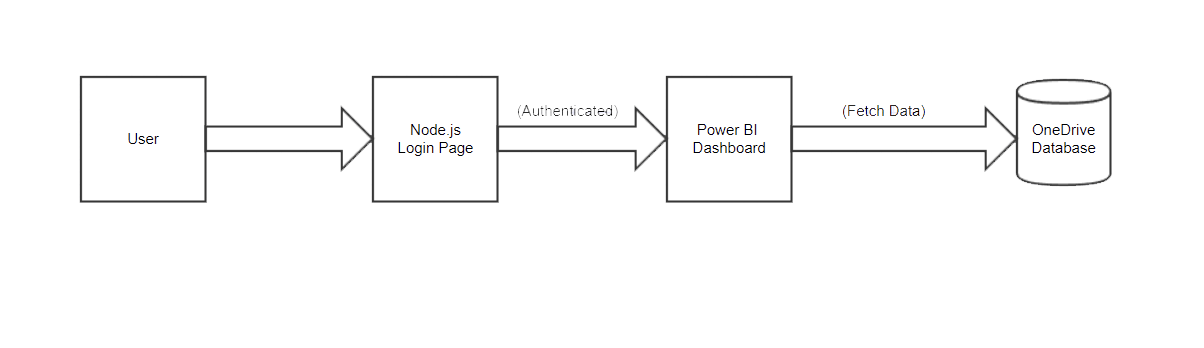 User
Node.js
Login Page
(Authenticated)
Power BI
Dashboard
(Fetch Data)
OneDrive
Database